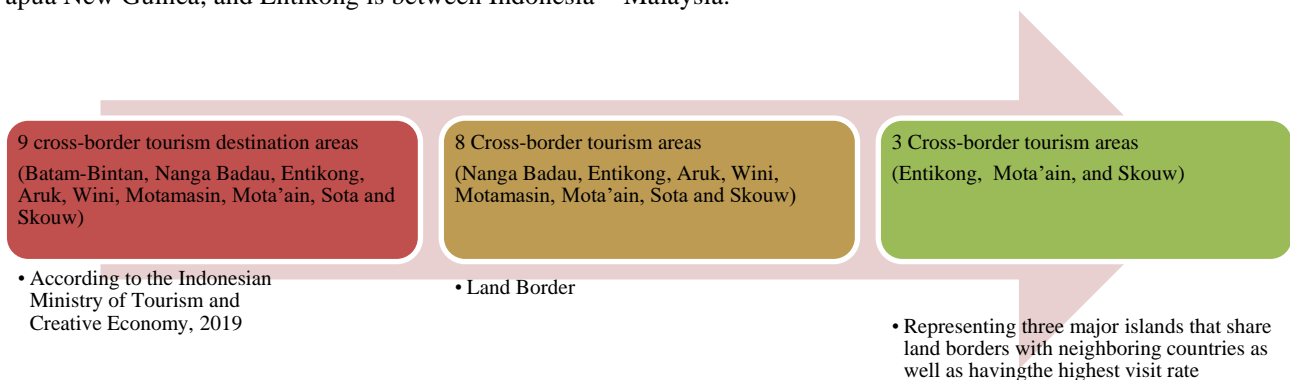 apua New Guinea, and Entikong is between Indonesia – Malaysia.
9 cross-border tourism destination areas
(Batam-Bintan, Nanga Badau, Entikong,
Aruk, Wini, Motamasin, Mota’ain, Sota and
Skouw)
• According to the Indonesian
Ministry of Tourism and
Creative Economy, 2019
8 Cross-border tourism areas
(Nanga Badau, Entikong, Aruk, Wini,
Motamasin, Mota’ain, Sota and Skouw)
• Land Border
3 Cross-border tourism areas
(Entikong, Mota’ain, and Skouw)
• Representing three major islands that share
land borders with neighboring countries as
well as havingthe highest visit rate